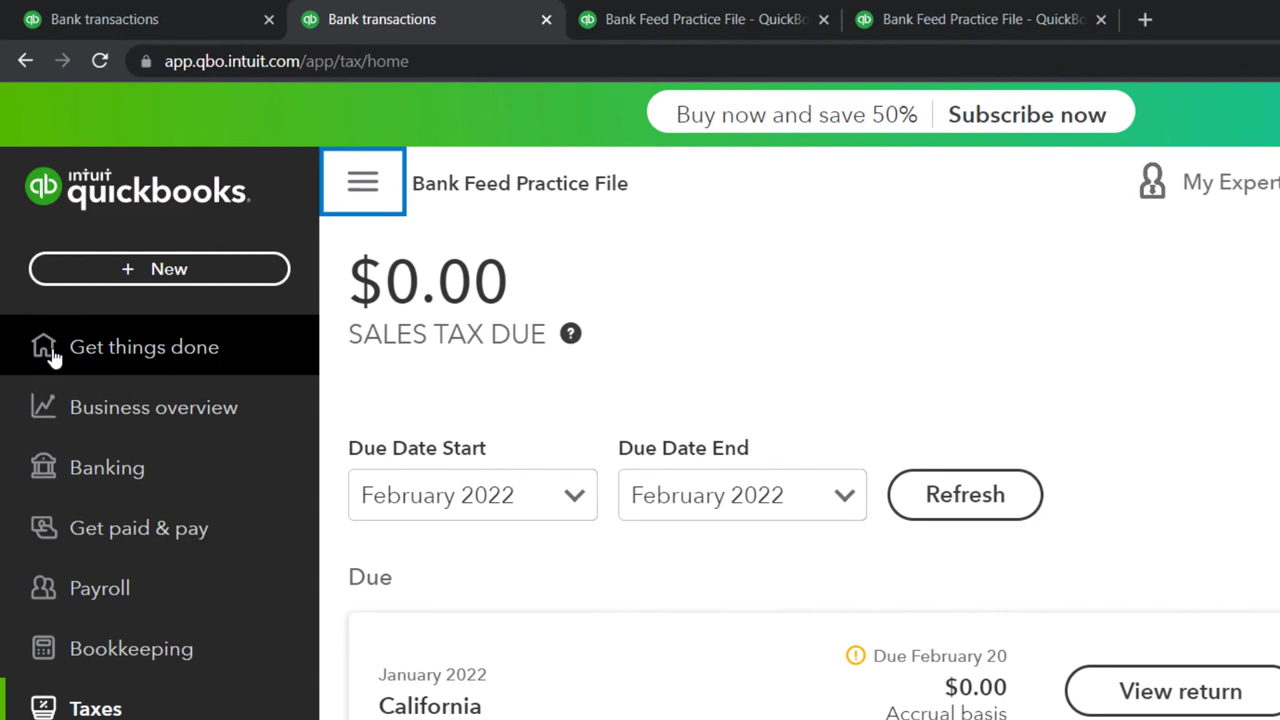 Bank transactions
Bank transactions
Bank Feed Practice File - QuickBo
Bank Feed Practice File - QuickBo
app.qbo.intuit.com/app/tax/home
Buy now and save 50%
Subscribe now
intuit
quickbooks.
Bank Feed Practice File
My Expert
+ New
Get things done
Business overview
Banking
Get paid & pay
Payroll
Bookkeeping
Taxes
$0.00
SALES TAX DUE
Due Date Start
Due Date End
February 2022
February 2022
Refresh
Due
January 2022
California
Due February 20
$0.00
Accrual basis
View return